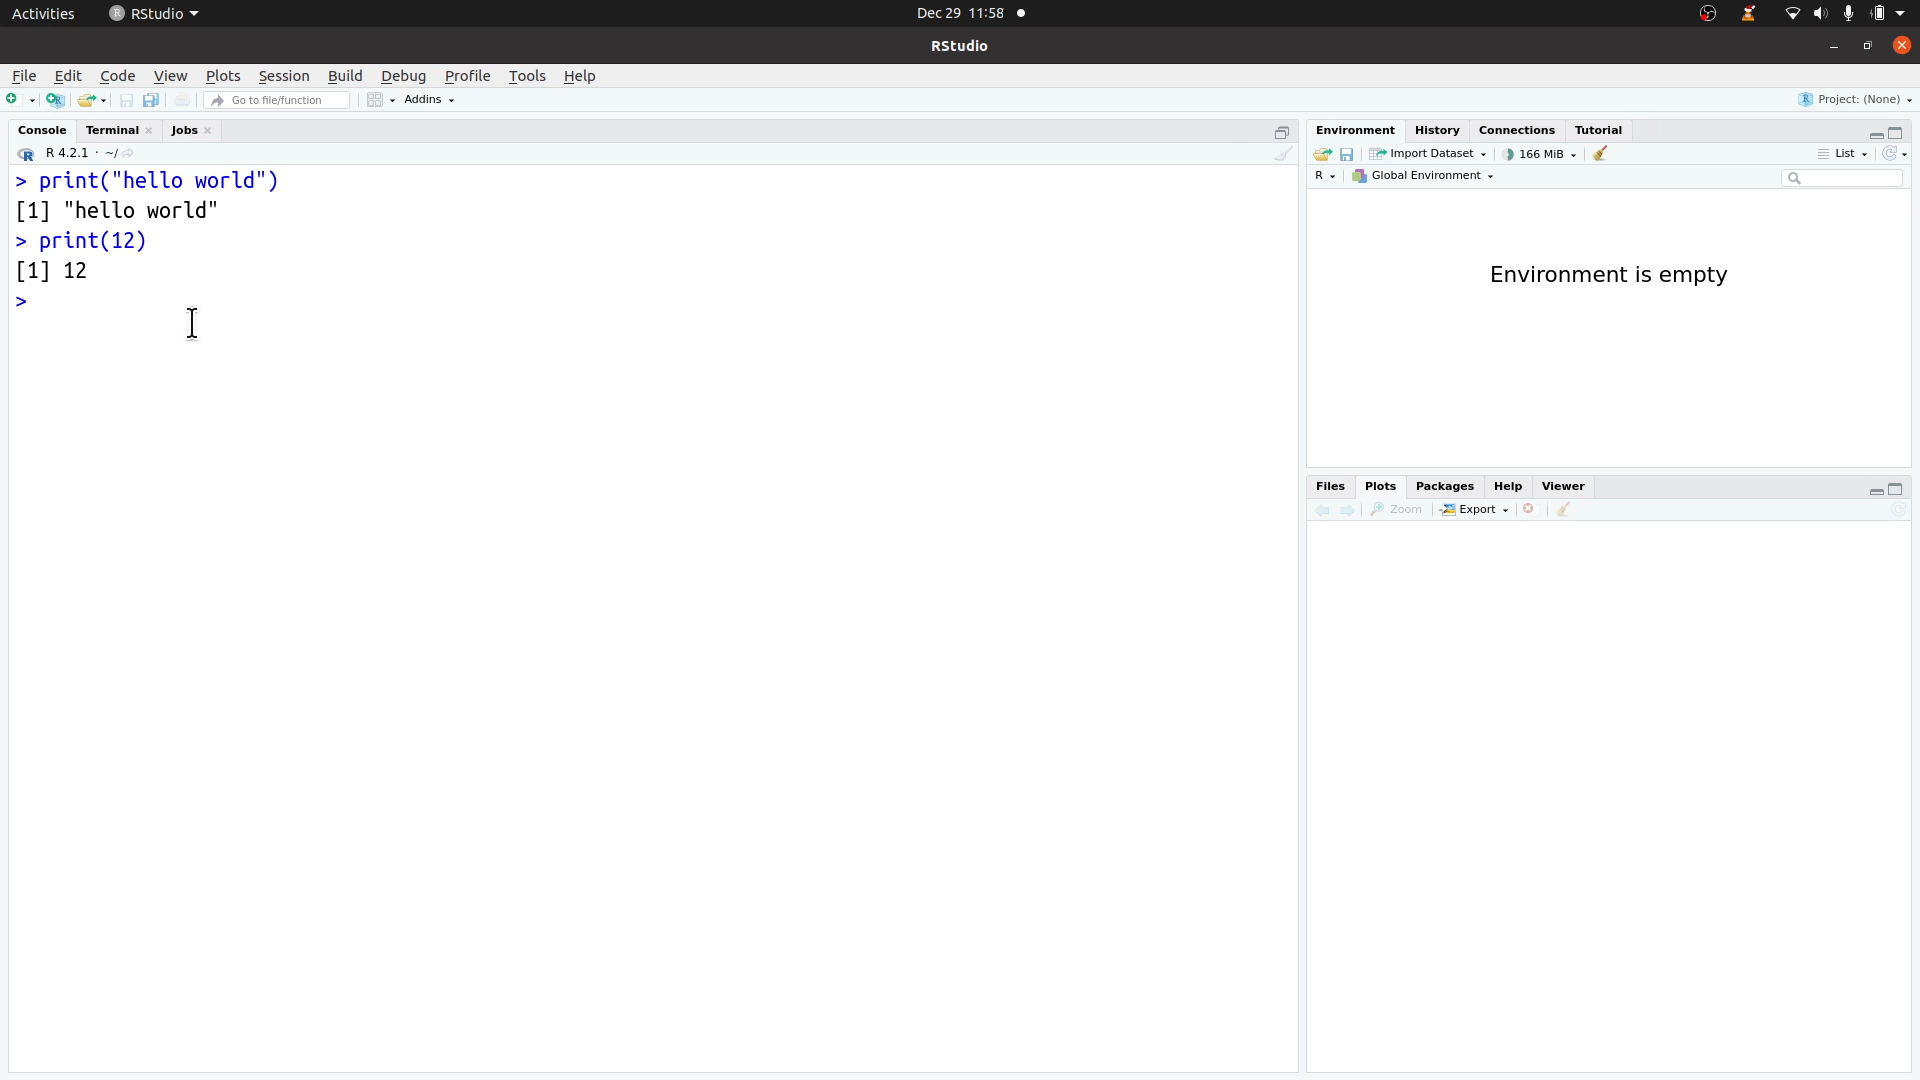 Activities RStudio Dec 29 11:58
RStudio
File Edit Code View Plots Session Build Debug Profile Tools Help
Go to file/function Addins Project: (None)
Console Terminal Jobs
R 4.2.1 · ~/
> print("hello world")
[1] "hello world"
> print(12)
[1] 12
>
Environment History Connections Tutorial
Import Dataset 166 MiB List
R Global Environment
Environment is empty
Files Plots Packages Help Viewer
Zoom Export